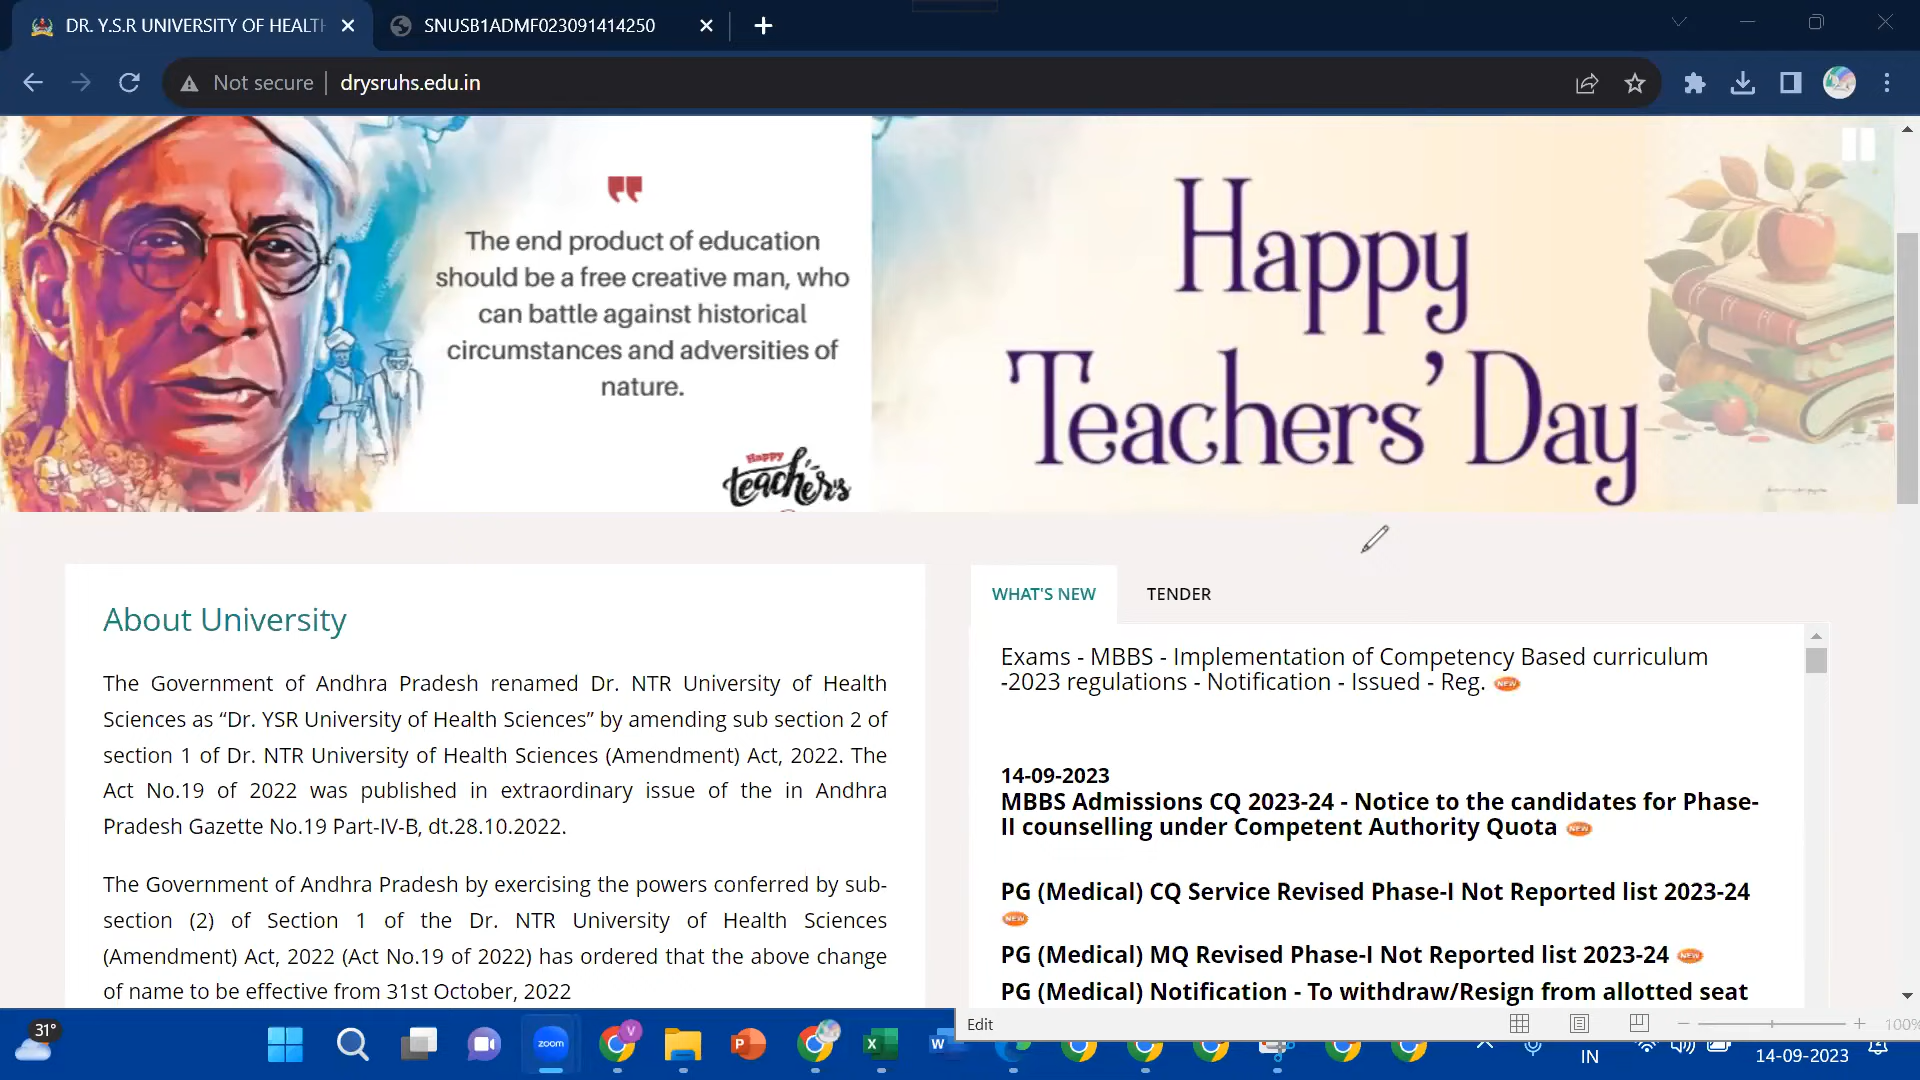 DR. Y.S.R UNIVERSITY OF HEALTH
SNUSB1ADMF023091414250
Not secure
drysruhs.edu.in
The end product of education
should be a free creative man, who
can battle against historical
circumstances and adversities of
nature.
Happy
teacher's
Happy
Teachers' Day
About University
The Government of Andhra Pradesh renamed Dr. NTR University of Health
Sciences as “Dr. YSR University of Health Sciences” by amending sub section 2 of
section 1 of Dr. NTR University of Health Sciences (Amendment) Act, 2022. The
Act No.19 of 2022 was published in extraordinary issue of the in Andhra
Pradesh Gazette No.19 Part-IV-B, dt.28.10.2022.
The Government of Andhra Pradesh by exercising the powers conferred by sub-
section (2) of Section 1 of the Dr. NTR University of Health Sciences
(Amendment) Act, 2022 (Act No.19 of 2022) has ordered that the above change
of name to be effective from 31st October, 2022
WHAT'S NEW
TENDER
Exams - MBBS - Implementation of Competency Based curriculum
-2023 regulations - Notification - Issued - Reg. NEW
14-09-2023
MBBS Admissions CQ 2023-24 - Notice to the candidates for Phase-
II counselling under Competent Authority Quota NEW
PG (Medical) CQ Service Revised Phase-I Not Reported list 2023-24
NEW
PG (Medical) MQ Revised Phase-I Not Reported list 2023-24 NEW
PG (Medical) Notification - To withdraw/Resign from allotted seat
Edit
100%
31°
zoom
V
P
X
W
IN
14-09-2023